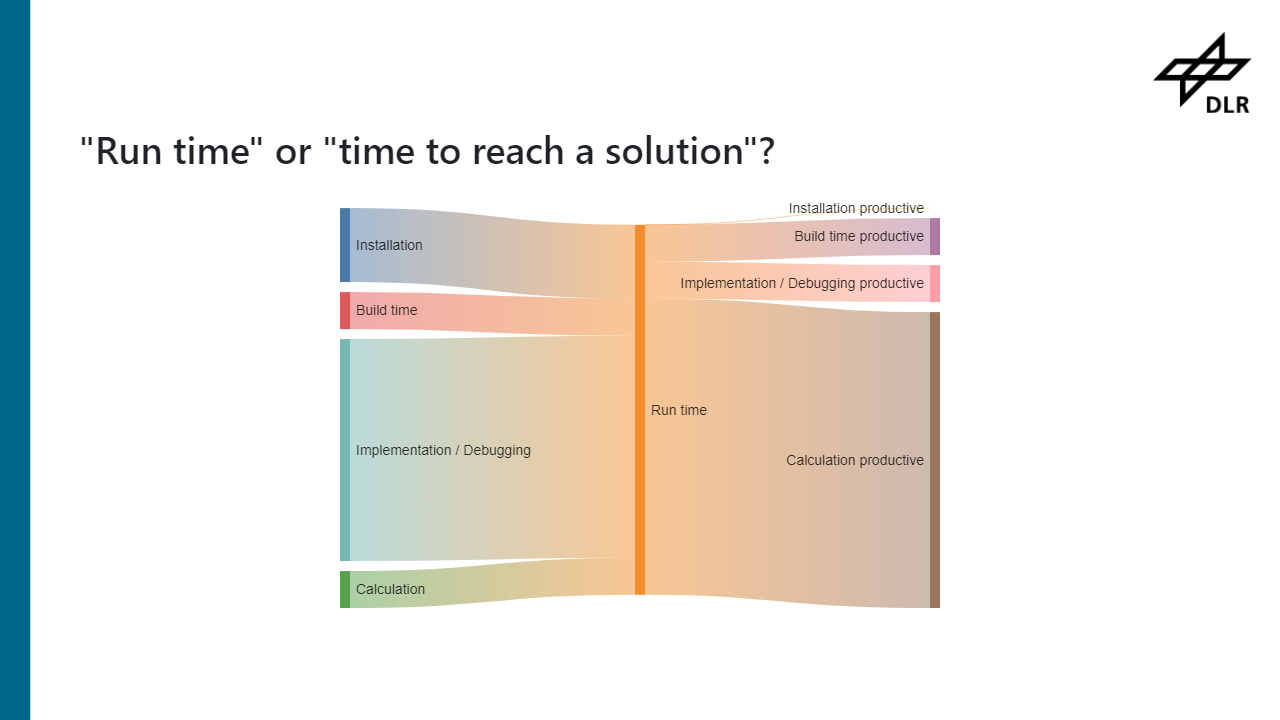 DLR
"Run time" or "time to reach a solution"?
Installation
Build time
Implementation / Debugging
Calculation
Run time
Installation productive
Build time productive
Implementation / Debugging productive
Calculation productive